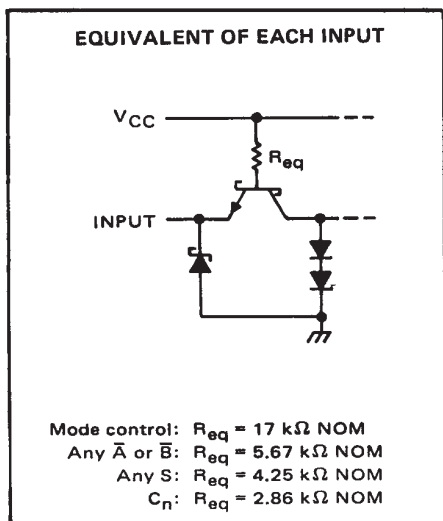 EQUIVALENT OF EACH INPUT
VCC
Req
INPUT
Mode control: Req = 17 kΩ NOM
Any A̅ or B̅: Req = 5.67 kΩ NOM
Any S: Req = 4.25 kΩ NOM
Cn: Req = 2.86 kΩ NOM